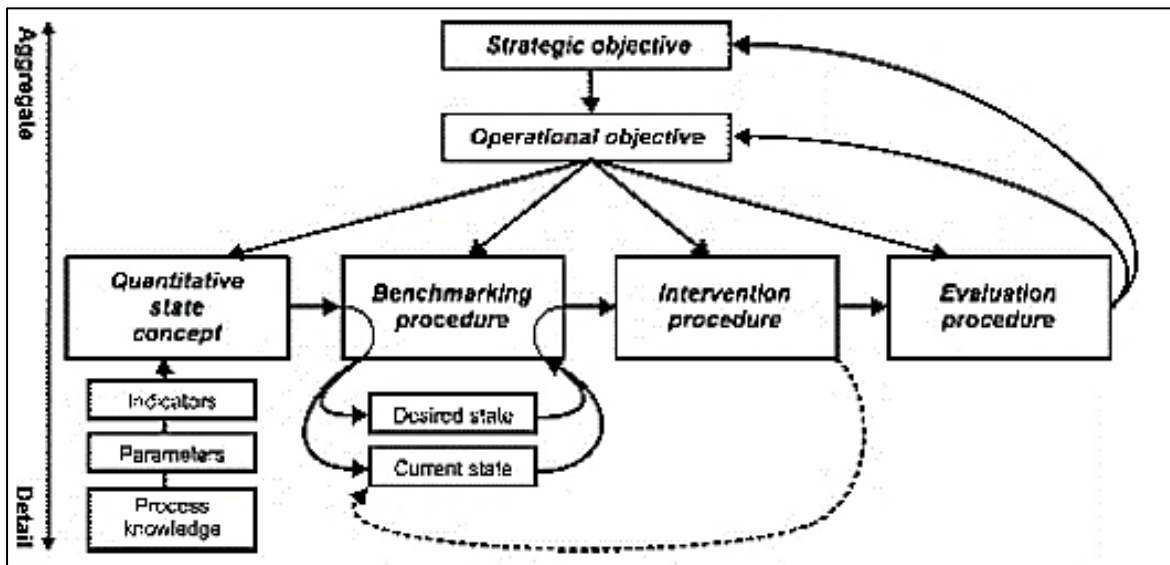 Aggregate
Strategic objective
Operational objective
Quantitative
state
concept
Benchmarking
procedure
Intervention
procedure
Evaluation
procedure
Indicators
Desired state
Parameters
Current state
Process
knowledge
Detail